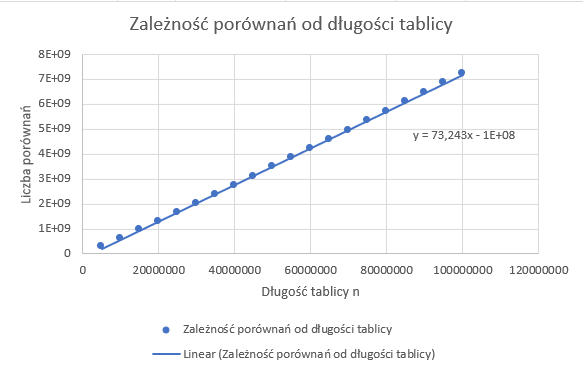 Zależność porównań od długości tablicy
8E+09
7E+09
6E+09
5E+09
4E+09
3E+09
2E+09
1E+09
0
Liczba porównań
y = 73,243x - 1E+08
0
20000000
40000000
60000000
80000000
100000000
120000000
Długość tablicy n
Zależność porównań od długości tablicy
Linear (Zależność porównań od długości tablicy)